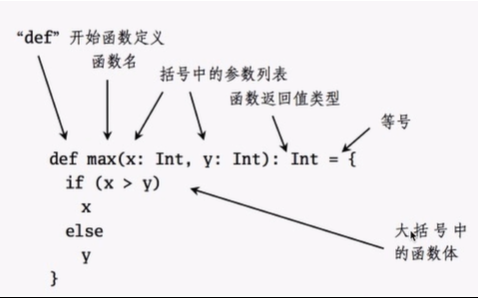 “def” 开始函数定义
函数名
括号中的参数列表
函数返回值类型
等号
def max(x: Int, y: Int): Int = {
if (x > y)
x
else
y
}
大括号中
的函数体